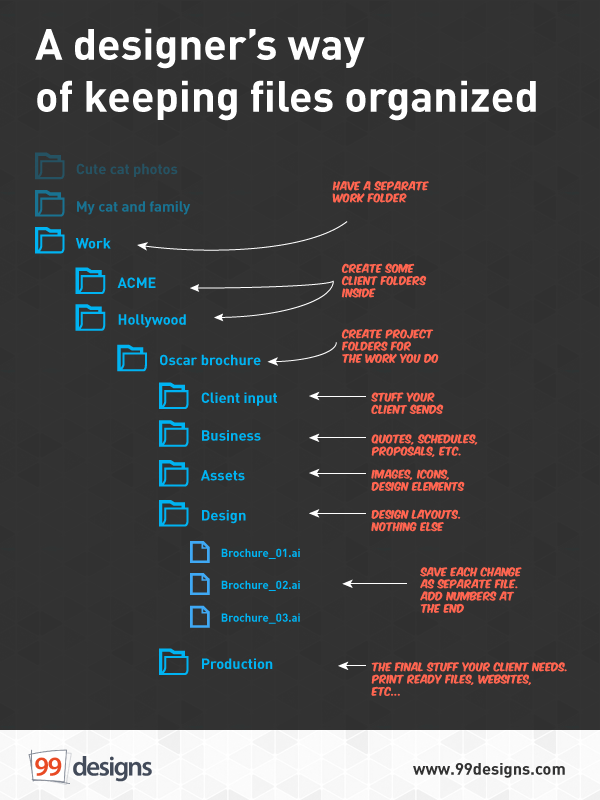 A designer's way
of keeping files organized
Cute cat photos
My cat and family
HAVE A SEPARATE
WORK FOLDER
Work
CREATE SOME
CLIENT FOLDERS
INSIDE
ACME
Hollywood
CREATE PROJECT
FOLDERS FOR
THE WORK YOU DO
Oscar brochure
Client input
STUFF YOUR
CLIENT SENDS
Business
QUOTES, SCHEDULES,
PROPOSALS, ETC.
Assets
IMAGES, ICONS,
DESIGN ELEMENTS
Design
DESIGN LAYOUTS.
NOTHING ELSE
Brochure_01.ai
Brochure_02.ai
Brochure_03.ai
SAVE EACH CHANGE
AS SEPARATE FILE.
ADD NUMBERS AT
THE END
Production
THE FINAL STUFF YOUR CLIENT NEEDS.
PRINT READY FILES, WEBSITES,
ETC...
99 designs
www.99designs.com